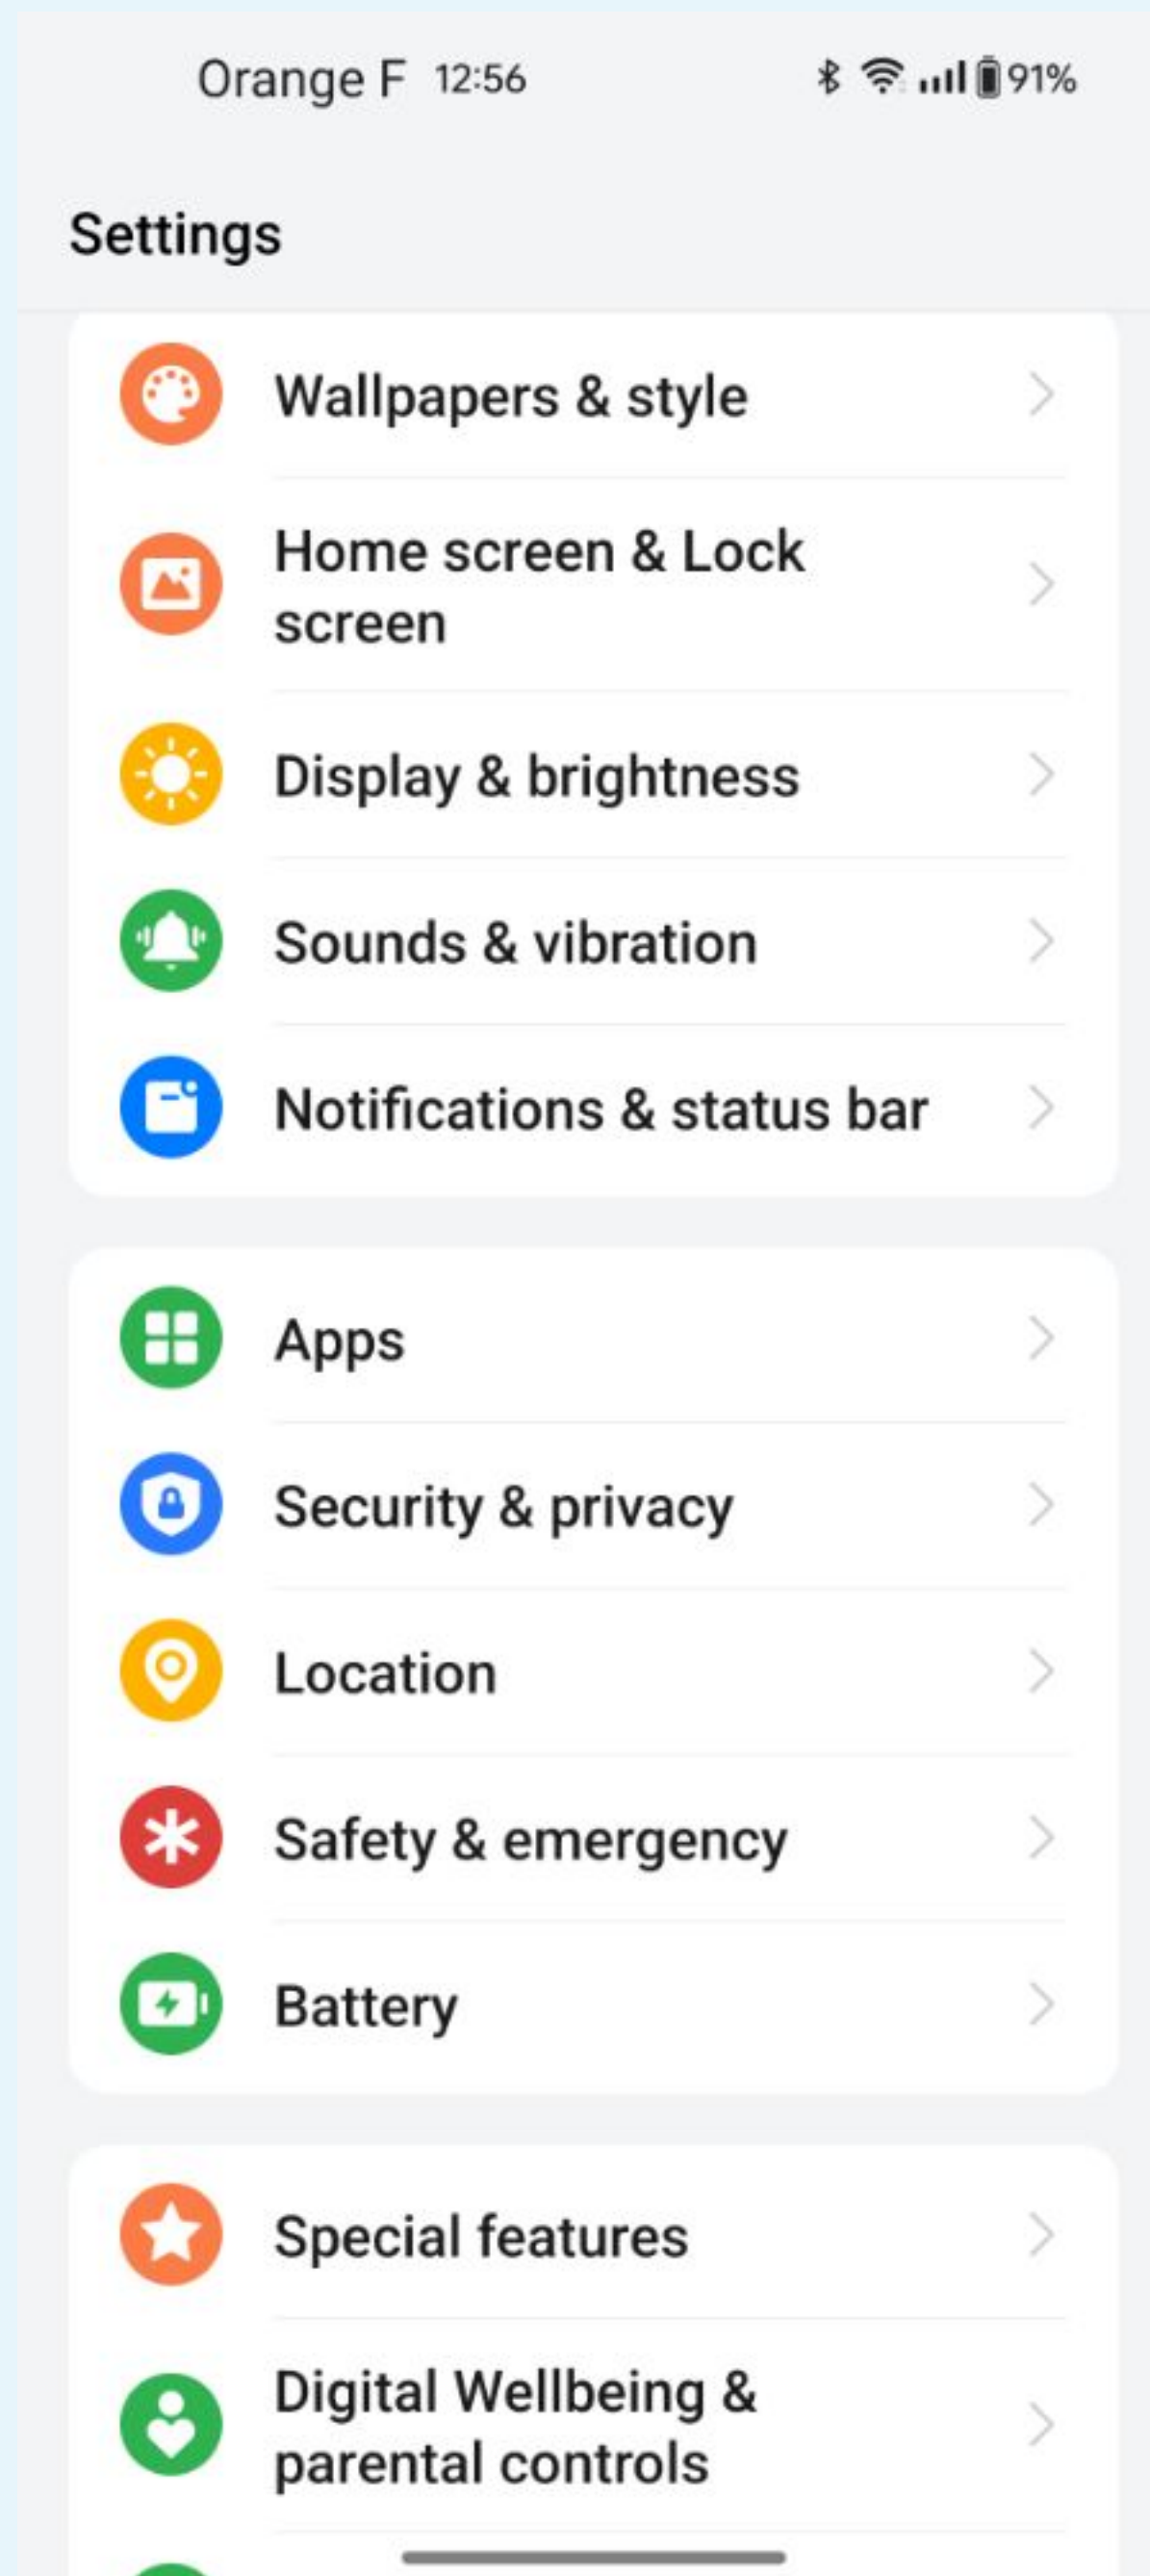 Orange F 12:56 91%
Settings
Wallpapers & style
Home screen & Lock
screen
Display & brightness
Sounds & vibration
Notifications & status bar
Apps
Security & privacy
Location
Safety & emergency
Battery
Special features
Digital Wellbeing &
parental controls